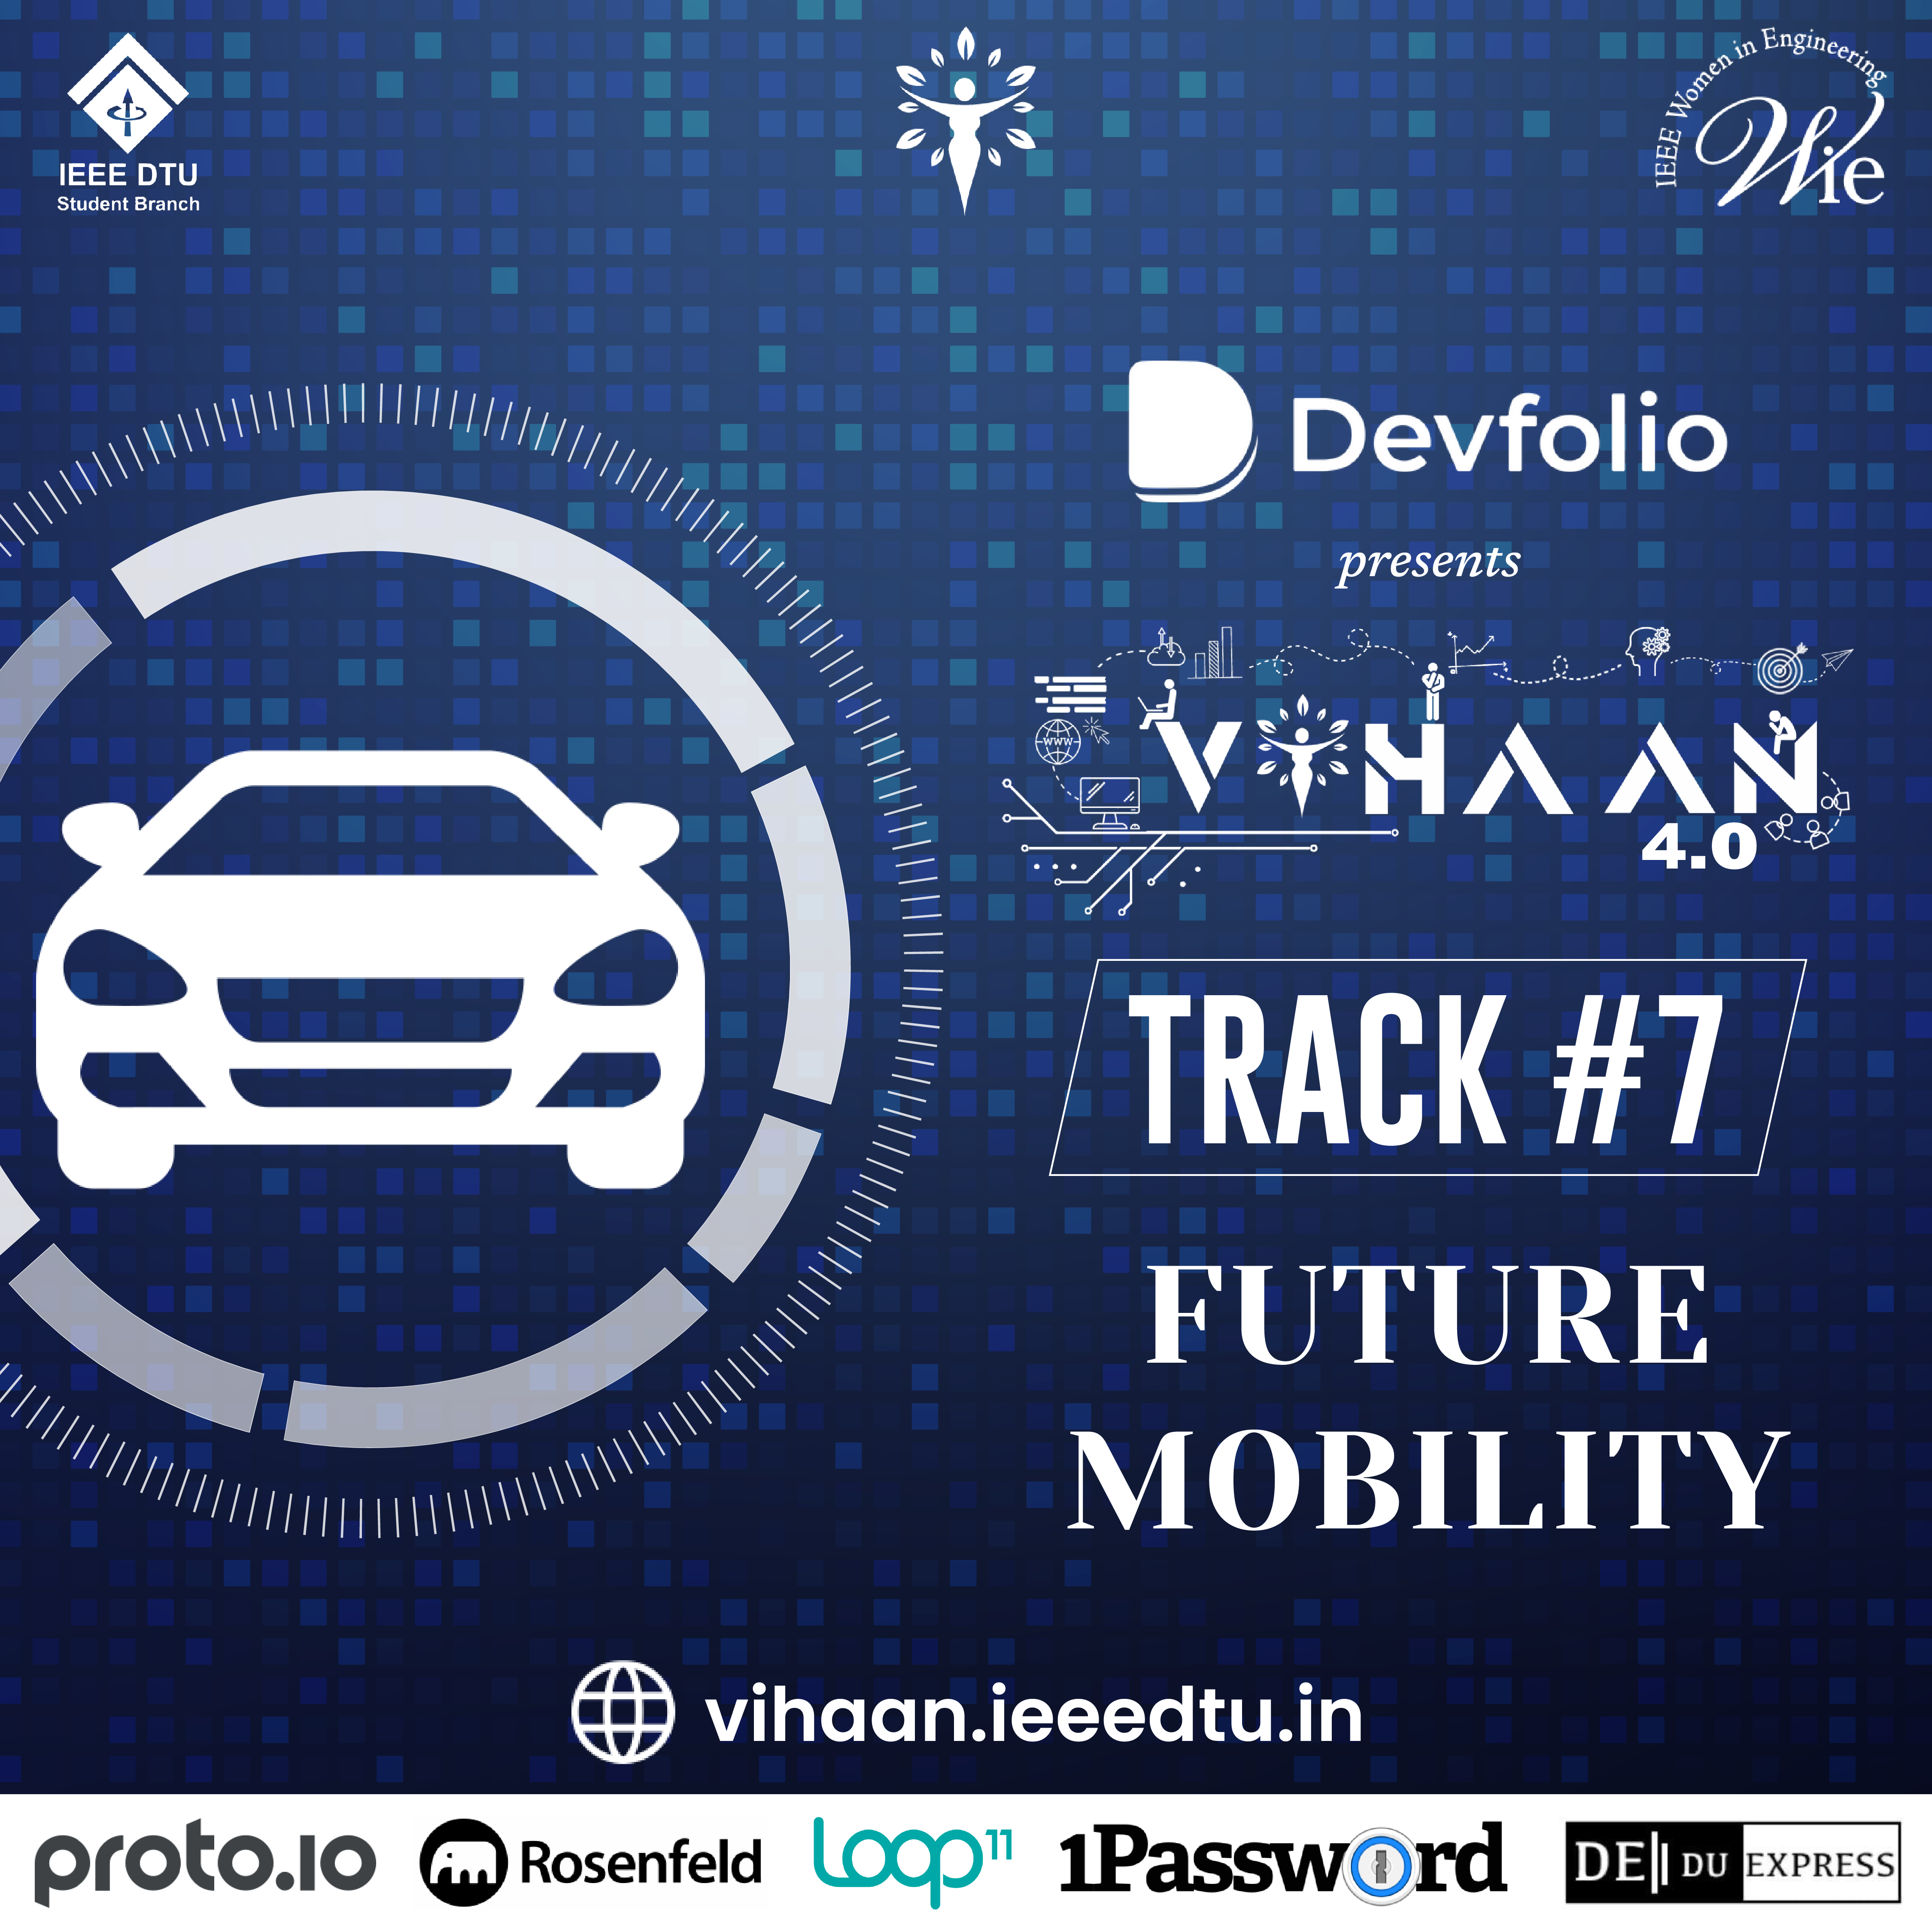 IEEE DTU
Student Branch
IEEE Women in Engineering
Wie
Devfolio
presents
WWW
VIHAAN
4.0
TRACK #7
FUTURE
MOBILITY
vihaan.ieeedtu.in
proto.io
Rosenfeld
Loop11
1Password
DE|| DU EXPRESS